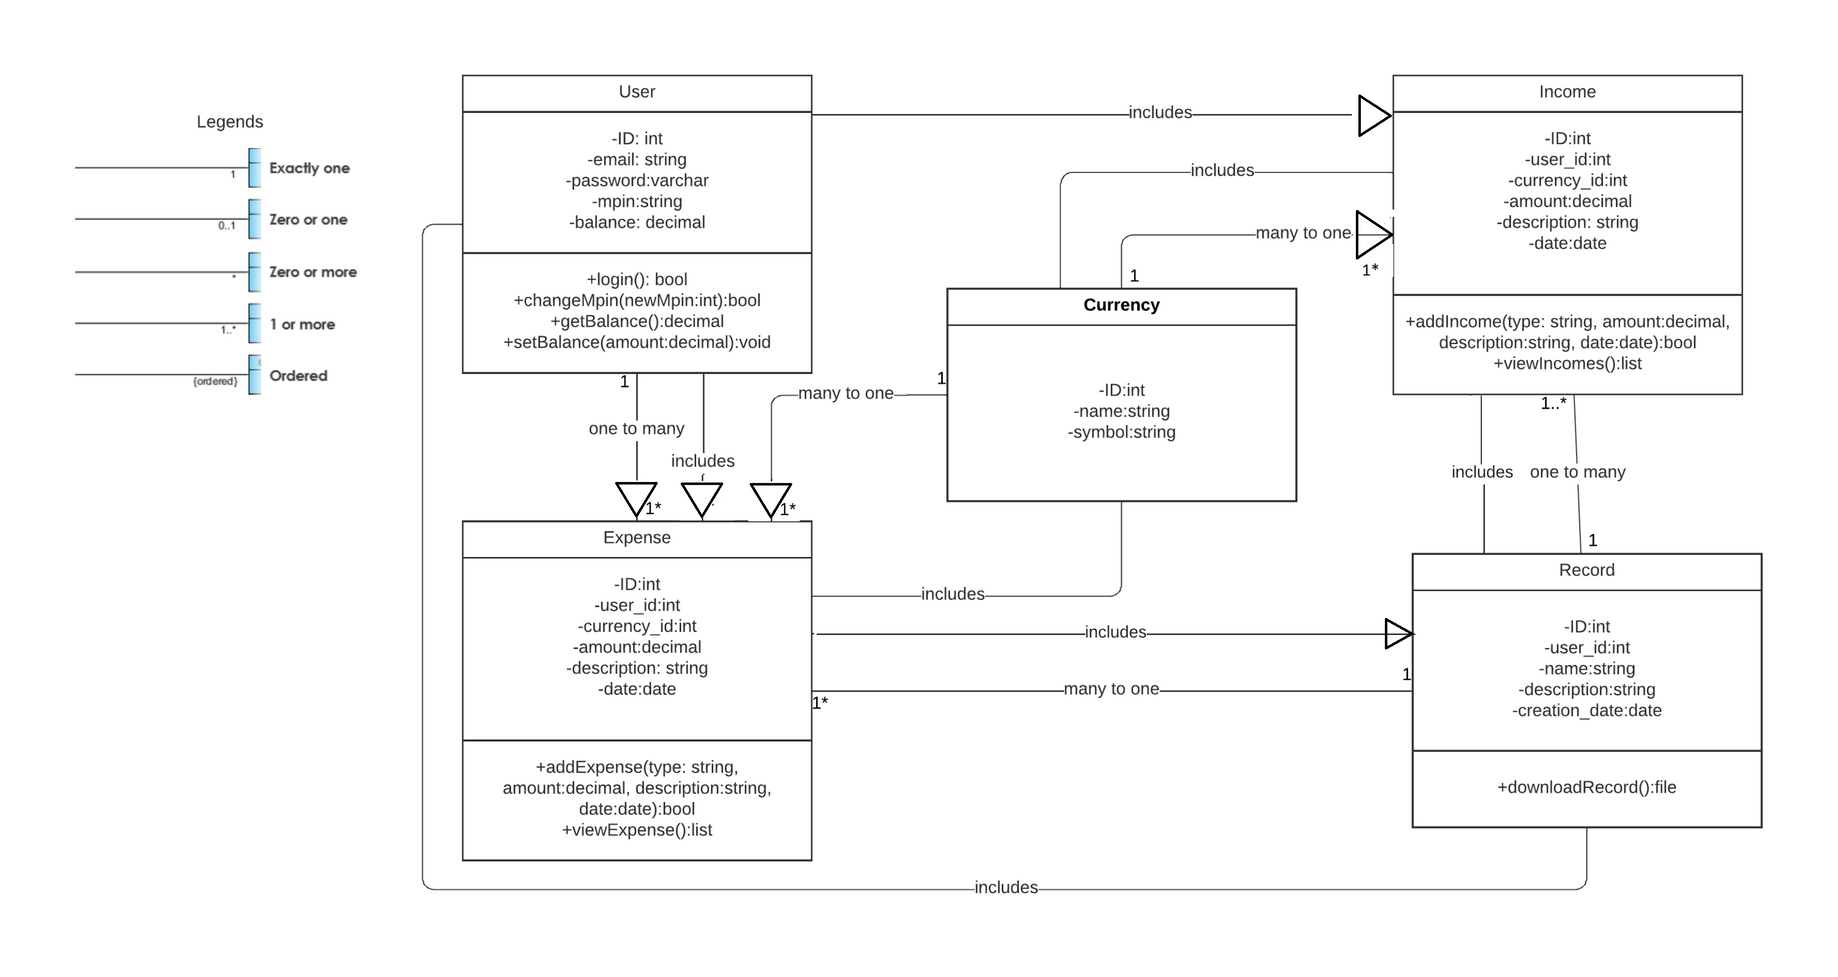 Legends
1
Exactly one
0..1
Zero or one
*
Zero or more
1..*
1 or more
{ordered}
Ordered
User
-ID: int
-email: string
-password:varchar
-mpin:string
-balance: decimal
+login(): bool
+changeMpin(newMpin:int):bool
+getBalance():decimal
+setBalance(amount:decimal):void
includes
Income
-ID:int
-user_id:int
-currency_id:int
-amount:decimal
-description: string
-date:date
+addIncome(type: string, amount:decimal,
description:string, date:date):bool
+viewIncomes():list
includes
many to one
1
1*
Currency
-ID:int
-name:string
-symbol:string
1
many to one
1*
1
one to many
1*
includes
Expense
-ID:int
-user_id:int
-currency_id:int
-amount:decimal
-description: string
-date:date
+addExpense(type: string,
amount:decimal, description:string,
date:date):bool
+viewExpense():list
includes
includes
many to one
1*
1
includes
1..*
one to many
1
Record
-ID:int
-user_id:int
-name:string
-description:string
-creation_date:date
+downloadRecord():file
includes